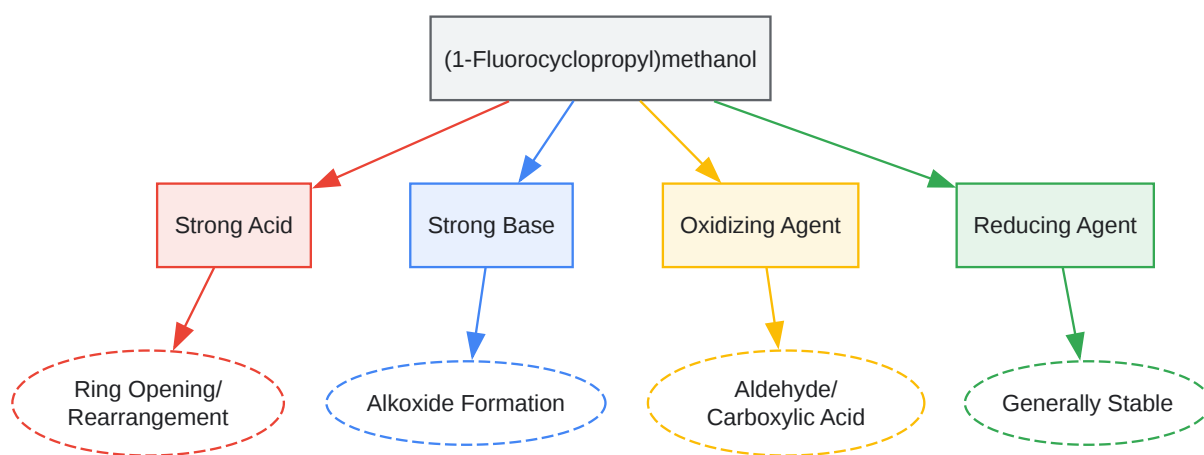 (1-Fluorocyclopropyl)methanol
Strong Acid
Strong Base
Oxidizing Agent
Reducing Agent
Ring Opening/
Rearrangement
Alkoxide Formation
Aldehyde/
Carboxylic Acid
Generally Stable